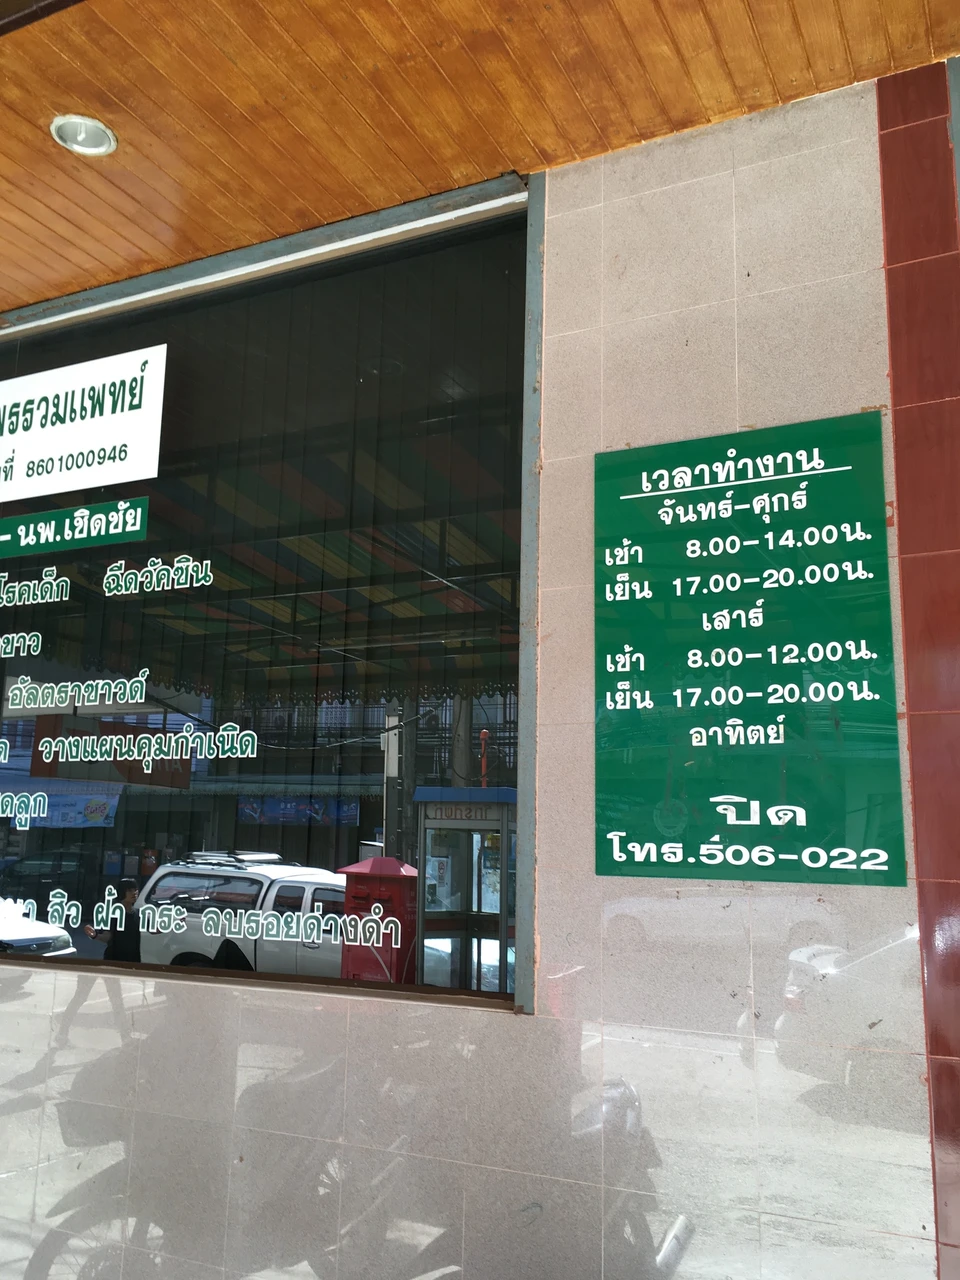 รวมแพทย์
ที่ 8601000946
- นพ.เชิดชัย
โรคเด็ก ฉีดวัคซิน
ขาว
อัลตราซาวด์
วางแผนคุมกำเนิด
ลูก
สิว ฝ้า กระ ลบรอยด่างดำ
เวลาทำงาน
จันทร์-ศุกร์
เช้า 8.00-14.00น.
เย็น 17.00-20.00น.
เสาร์
เช้า 8.00-12.00น.
เย็น 17.00-20.00น.
อาทิตย์
ปิด
โทร.506-022